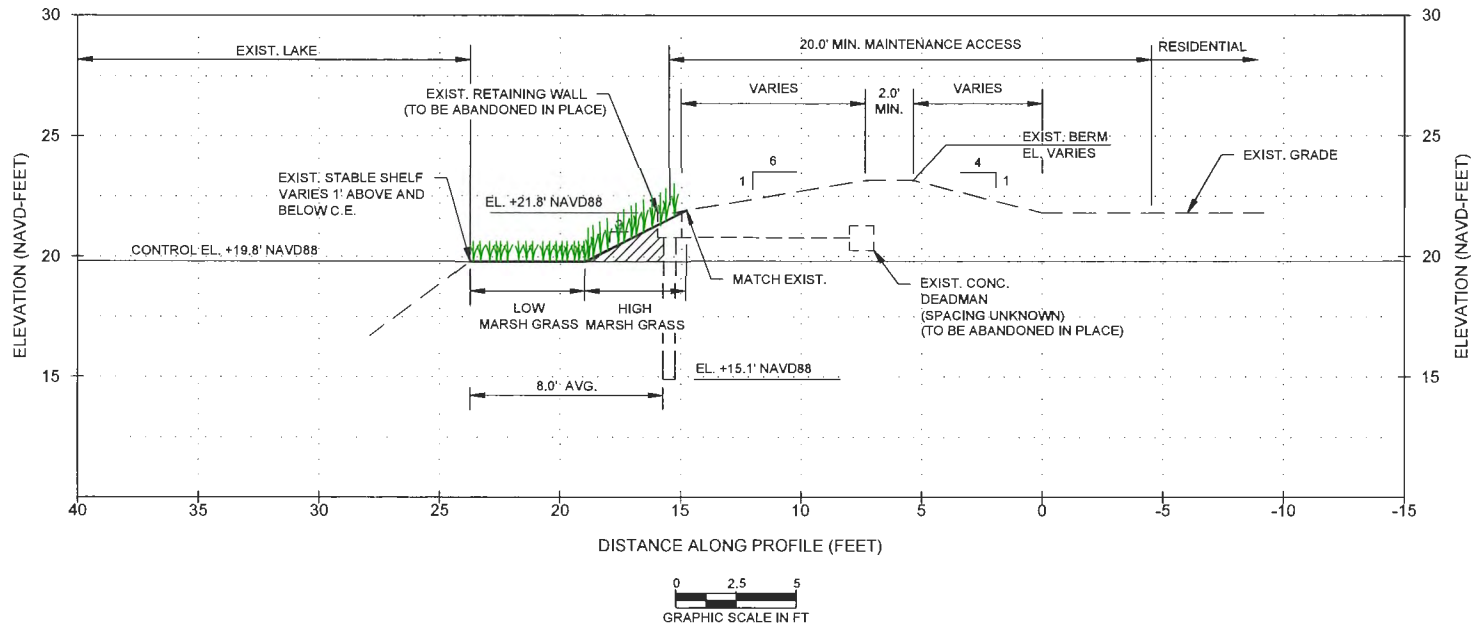 30
30
EXIST. LAKE
20.0' MIN. MAINTENANCE ACCESS
RESIDENTIAL
EXIST. RETAINING WALL
(TO BE ABANDONED IN PLACE)
VARIES
2.0'
MIN.
VARIES
25
25
EXIST. BERM
EL. VARIES
EXIST. GRADE
6
1
4
1
EXIST. STABLE SHELF
VARIES 1' ABOVE AND
BELOW C.E.
EL. +21.8' NAVD88
CONTROL EL. +19.8' NAVD88
20
20
MATCH EXIST.
EXIST. CONC.
DEADMAN
(SPACING UNKNOWN)
(TO BE ABANDONED IN PLACE)
LOW
MARSH GRASS
HIGH
MARSH GRASS
EL. +15.1' NAVD88
8.0' AVG.
15
15
ELEVATION (NAVD-FEET)
ELEVATION (NAVD-FEET)
40 35 30 25 20 15 10 5 0 -5 -10 -15
DISTANCE ALONG PROFILE (FEET)
0 2.5 5
GRAPHIC SCALE IN FT